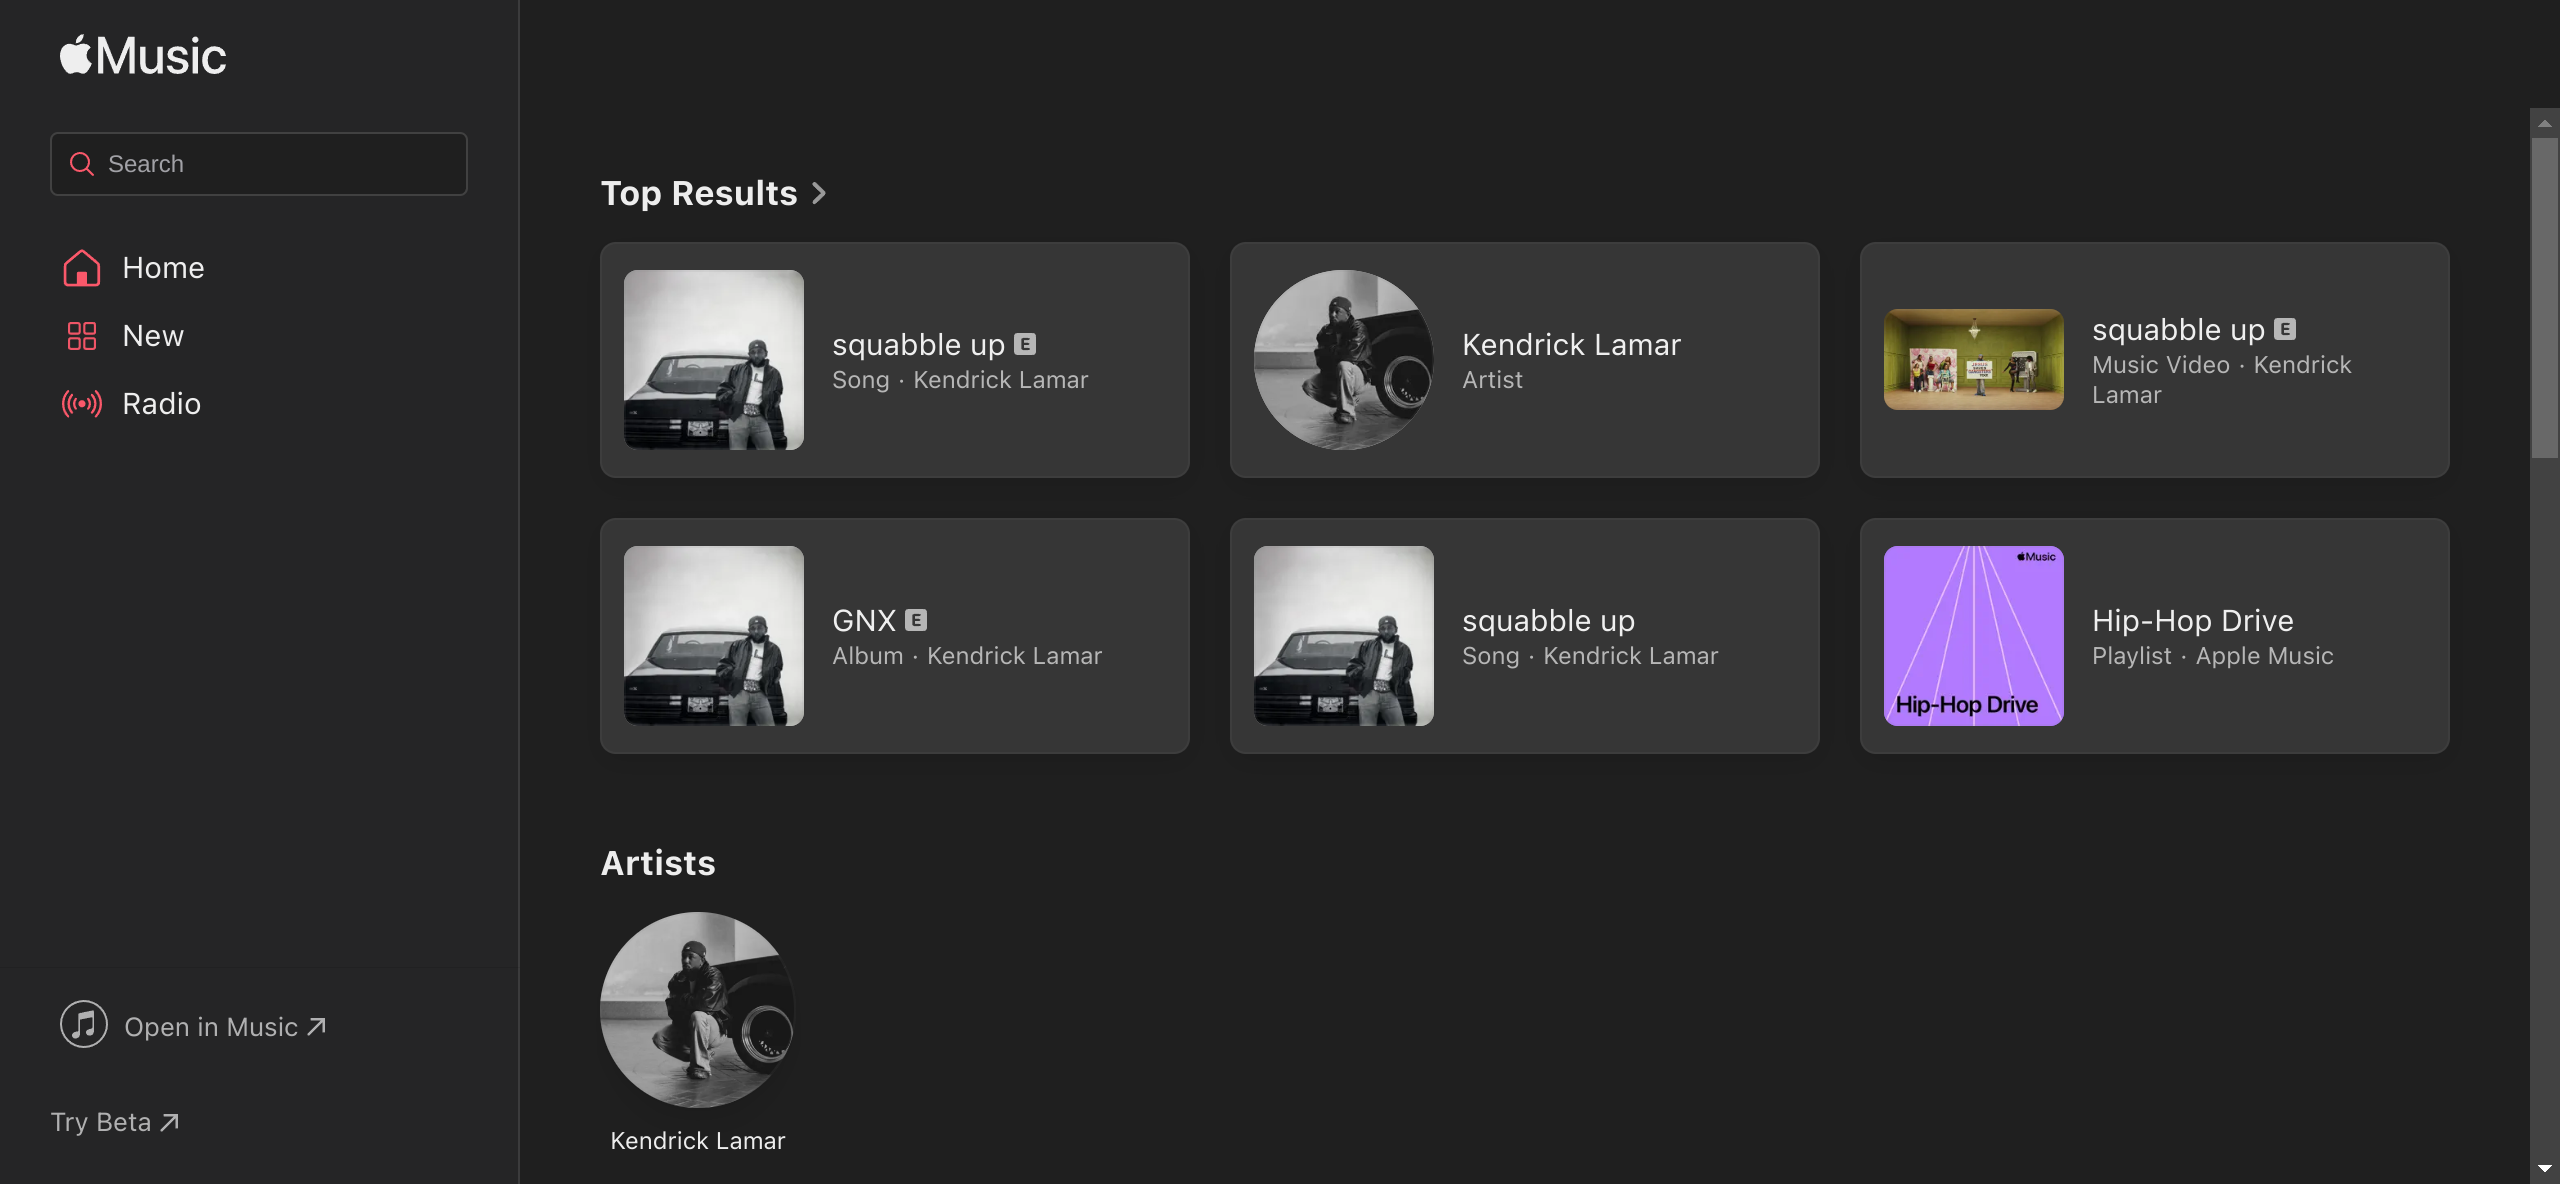 Music
Search
Home
New
Radio
Open in Music
Try Beta
Top Results
squabble up E
Song · Kendrick Lamar
Kendrick Lamar
Artist
squabble up E
Music Video · Kendrick
Lamar
GNX E
Album · Kendrick Lamar
squabble up
Song · Kendrick Lamar
Music
Hip-Hop Drive
Hip-Hop Drive
Playlist · Apple Music
Artists
Kendrick Lamar